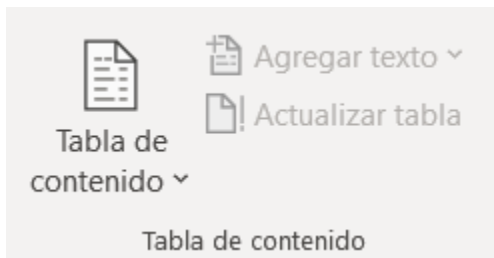 Tabla de
contenido
Agregar texto
Actualizar tabla
Tabla de contenido